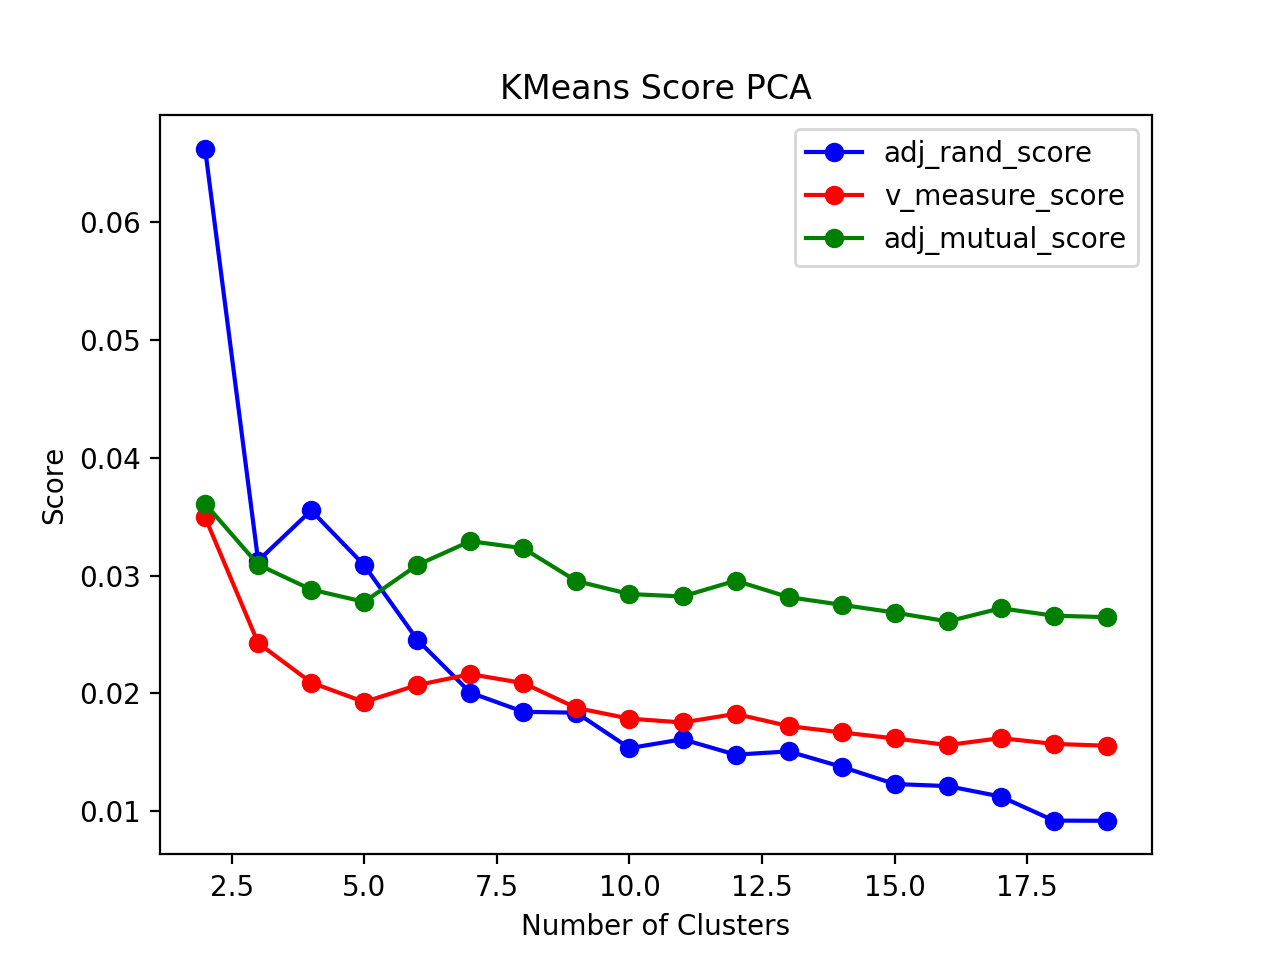 KMeans Score PCA
adj_rand_score
v_measure_score
adj_mutual_score
0.06
0.05
0.04
0.03
0.02
0.01
Score
2.5 5.0 7.5 10.0 12.5 15.0 17.5
Number of Clusters